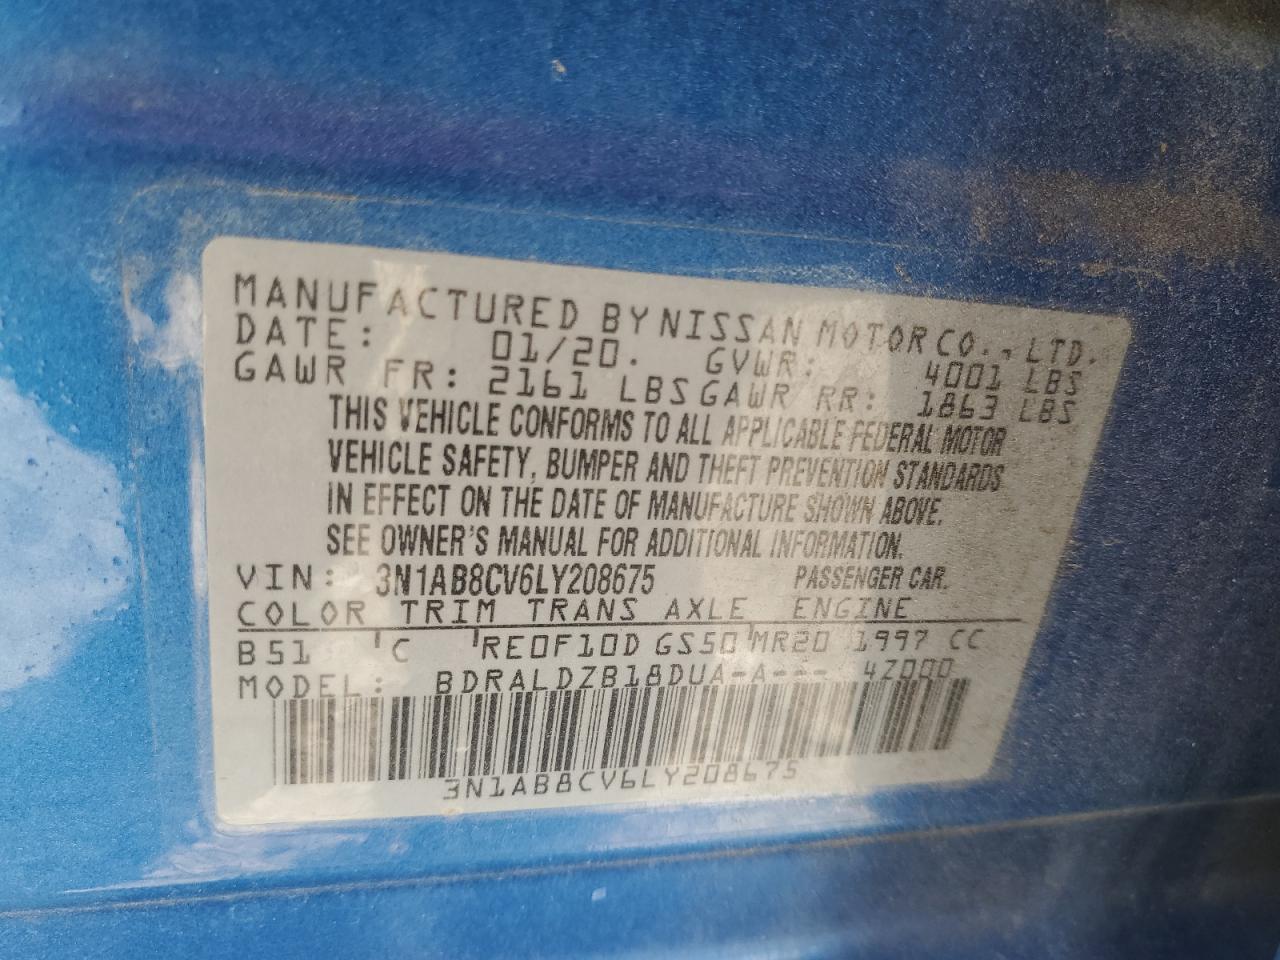 MANUFACTURED BY NISSAN MOTOR CO., LTD.
DATE: 01/20. GVWR: 4001 LBS
GAWR FR: 2161 LBS GAWR RR: 1863 LBS
THIS VEHICLE CONFORMS TO ALL APPLICABLE FEDERAL MOTOR
VEHICLE SAFETY, BUMPER AND THEFT PREVENTION STANDARDS
IN EFFECT ON THE DATE OF MANUFACTURE SHOWN ABOVE.
SEE OWNER'S MANUAL FOR ADDITIONAL INFORMATION.
VIN: 3N1AB8CV6LY208675 PASSENGER CAR.
COLOR TRIM TRANS AXLE ENGINE
B51 C RE0F10D GS50 MR20 1997 CC
MODEL: BDRALDZB18DUA-A--- 4Z000
3N1AB8CV6LY208675